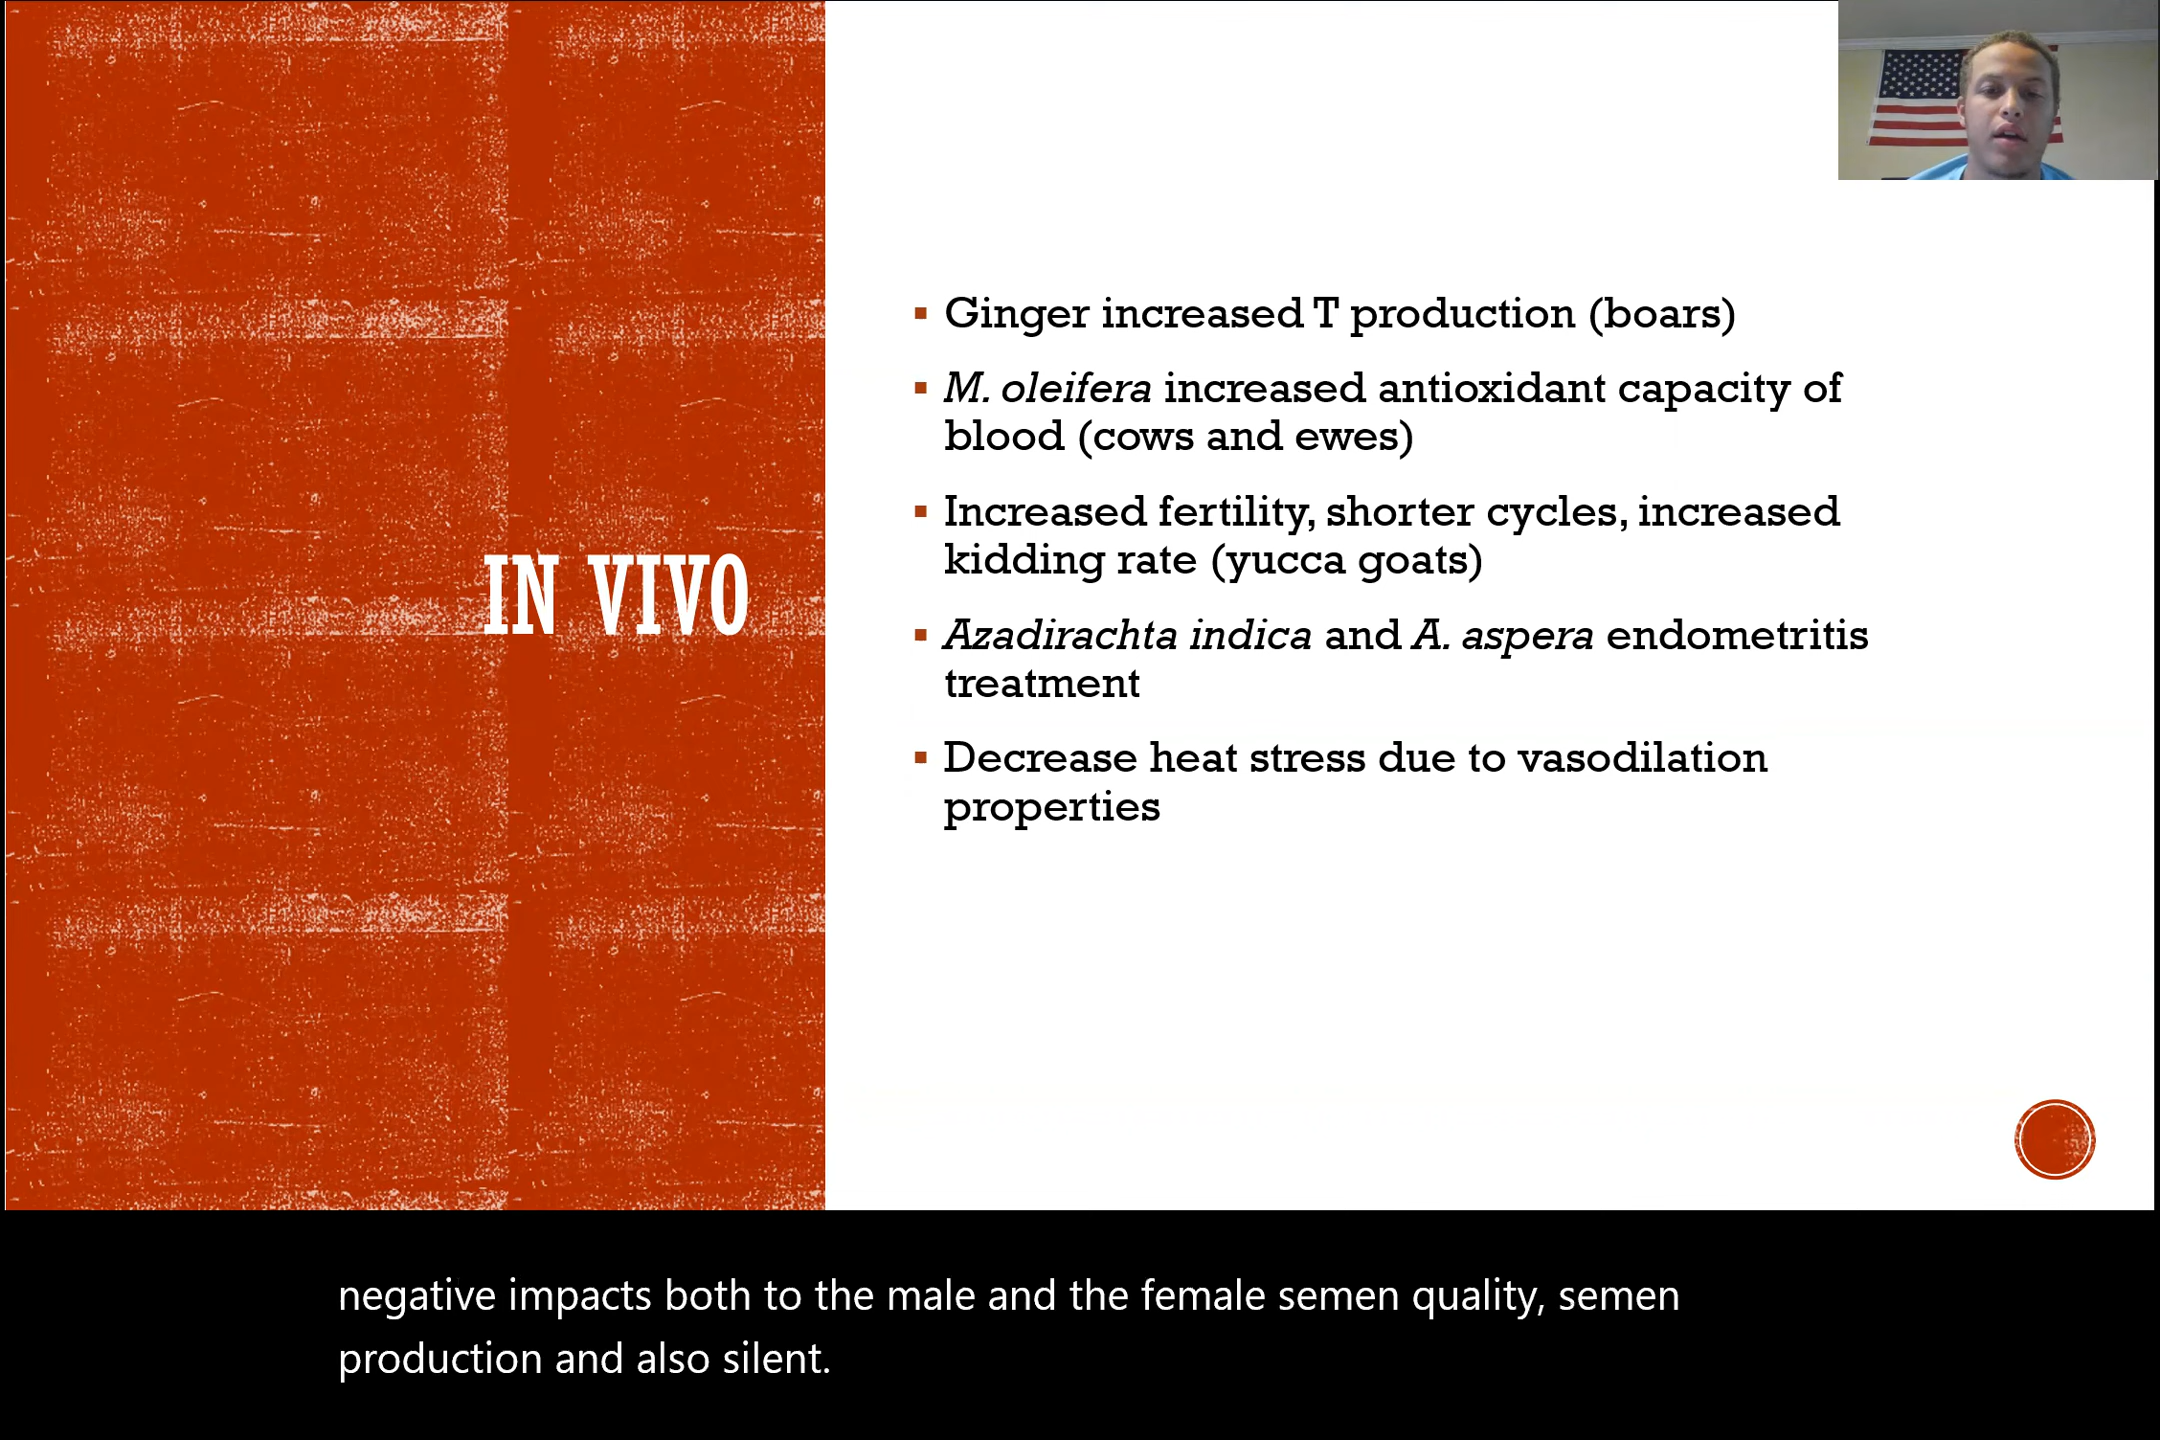 IN VIVO
▪ Ginger increased T production (boars)
▪ M. oleifera increased antioxidant capacity of
blood (cows and ewes)
▪ Increased fertility, shorter cycles, increased
kidding rate (yucca goats)
▪ Azadirachta indica and A. aspera endometritis
treatment
▪ Decrease heat stress due to vasodilation
properties
negative impacts both to the male and the female semen quality, semen
production and also silent.